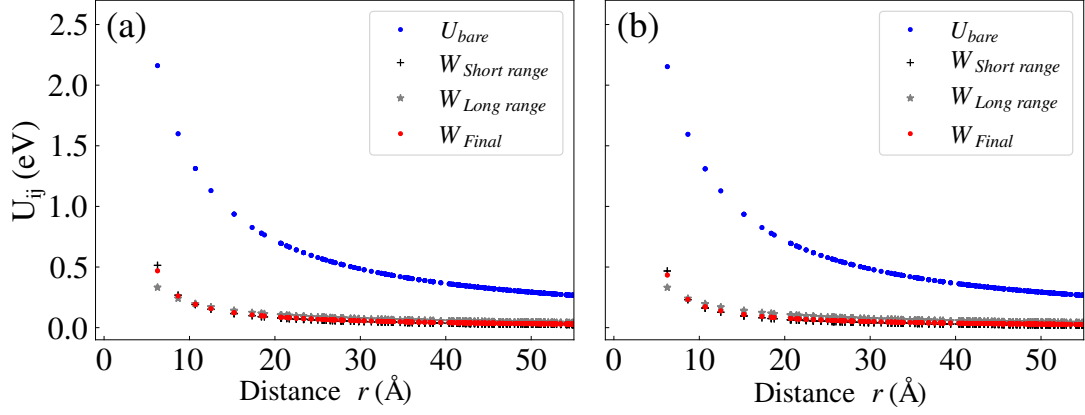 (a)
U_bare
W_Short range
W_Long range
W_Final
2.5
2.0
1.5
1.0
0.5
0.0
U_ij (eV)
0 10 20 30 40 50
Distance r (Å)
(b)
U_bare
W_Short range
W_Long range
W_Final
0 10 20 30 40 50
Distance r (Å)